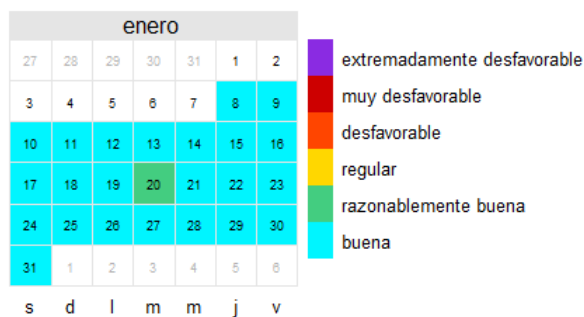 enero
27 28 29 30 31 1 2
3 4 5 6 7 8 9
10 11 12 13 14 15 16
17 18 19 20 21 22 23
24 25 26 27 28 29 30
31 1 2 3 4 5 6
s d l m m j v
extremadamente desfavorable
muy desfavorable
desfavorable
regular
razonablemente buena
buena